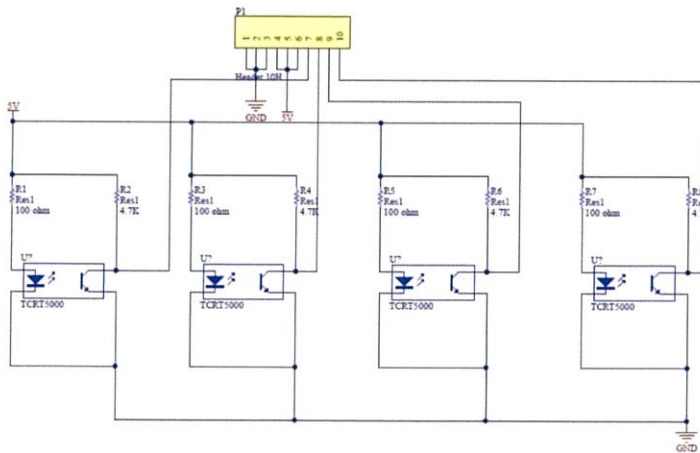 P1
1 2 3 4 5 6 7 8 9 10
Header 10H
GND
5V
5V
R1
Res1
100 ohm
R2
Res1
4.7K
R3
Res1
100 ohm
R4
Res1
4.7K
R5
Res1
100 ohm
R6
Res1
4.7K
R7
Res1
100 ohm
U?
TCRT5000
U?
TCRT5000
U?
TCRT5000
U?
TCRT5000
GND